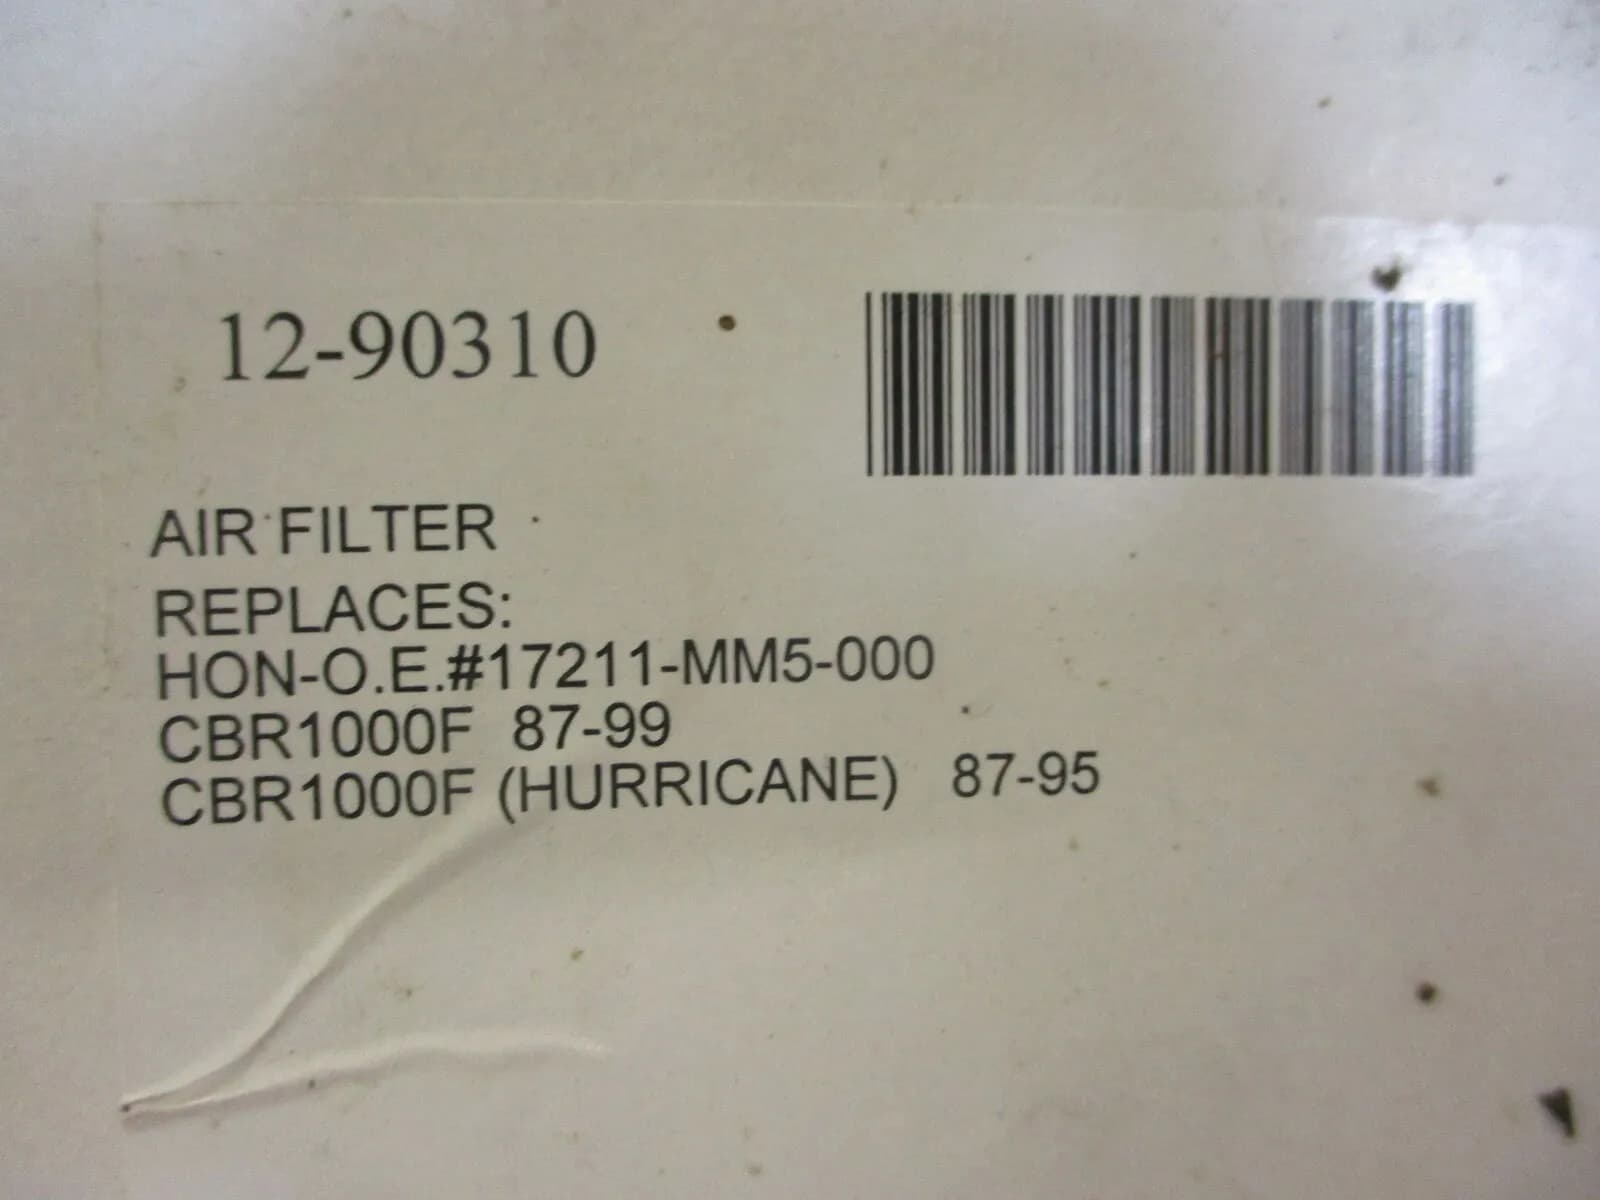 12-90310
AIR FILTER
REPLACES:
HON-O.E.#17211-MM5-000
CBR1000F 87-99
CBR1000F (HURRICANE) 87-95